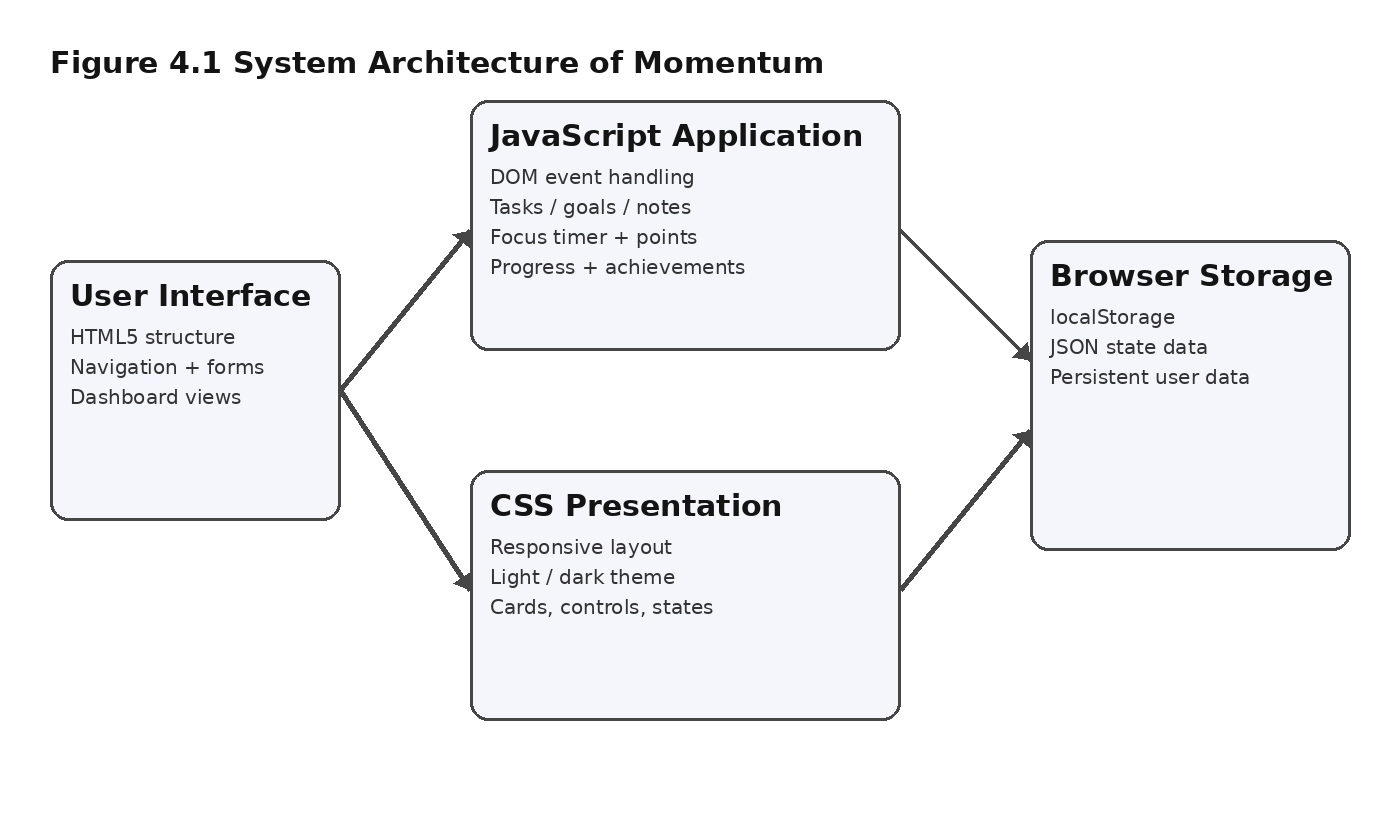 Figure 4.1 System Architecture of Momentum
JavaScript Application
DOM event handling
Tasks / goals / notes
Focus timer + points
Progress + achievements
User Interface
HTML5 structure
Navigation + forms
Dashboard views
Browser Storage
localStorage
JSON state data
Persistent user data
CSS Presentation
Responsive layout
Light / dark theme
Cards, controls, states